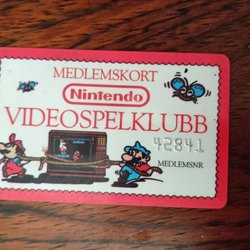 MEDLEMSKORT
Nintendo
VIDEOSPELKLUBB
42841
MEDLEMSNR